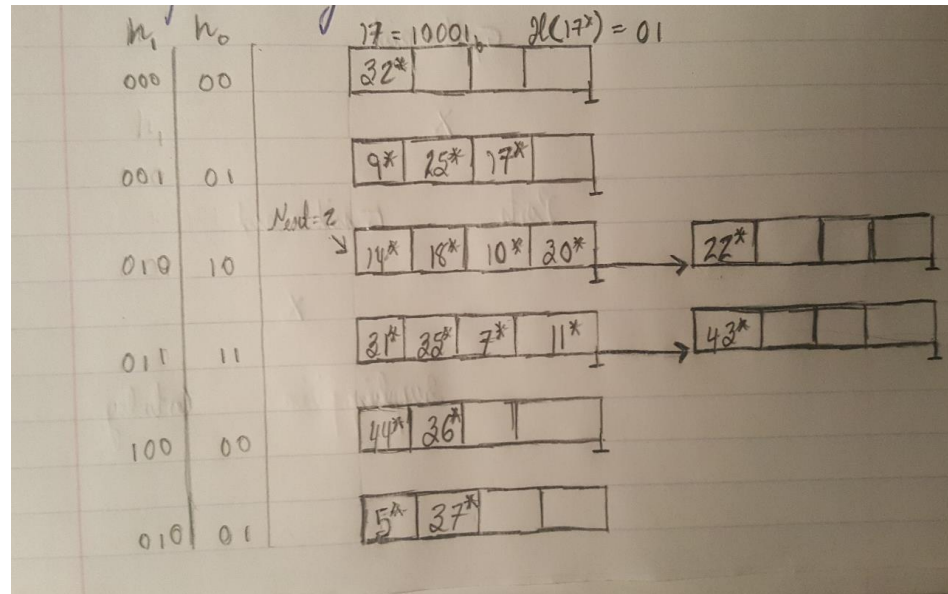 h₁ h₀ 17 = 10001₆ H(17*) = 01
000 00 32*
001 01 9* 25* 17*
Next=2
010 10 14* 18* 10* 30* 22*
011 11 31* 35* 7* 11* 43*
100 00 44* 36*
010 01 5* 37*